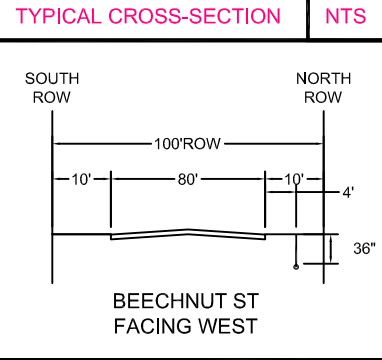 TYPICAL CROSS-SECTION NTS
SOUTH
ROW
NORTH
ROW
100'ROW
10' 80' 10'
4'
36"
BEECHNUT ST
FACING WEST